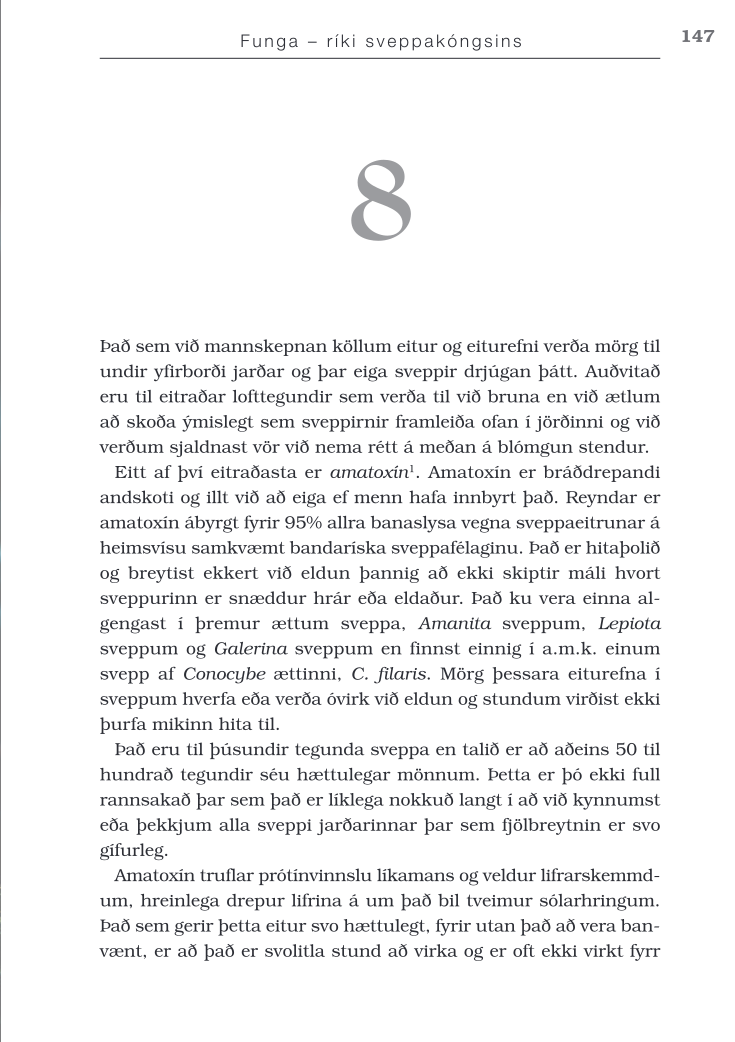 Funga – ríki sveppakóngsins
147
8
Það sem við mannskepnan köllum eitur og eiturefni verða mörg til
undir yfirborði jarðar og þar eiga sveppir drjúgan þátt. Auðvitað
eru til eitraðar lofttegundir sem verða til við bruna en við ætlum
að skoða ýmislegt sem sveppirnir framleiða ofan í jörðinni og við
verðum sjaldnast vör við nema rétt á meðan á blómgun stendur.
Eitt af því eitraðasta er amatoxín¹. Amatoxín er bráðdrepandi
andskoti og illt við að eiga ef menn hafa innbyrt það. Reyndar er
amatoxín ábyrgt fyrir 95% allra banaslysa vegna sveppaeitrunar á
heimsvísu samkvæmt bandaríska sveppafélaginu. Það er hitaþolið
og breytist ekkert við eldun þannig að ekki skiptir máli hvort
sveppurinn er snæddur hrár eða eldaður. Það ku vera einna al-
gengast í þremur ættum sveppa, Amanita sveppum, Lepiota
sveppum og Galerina sveppum en finnst einnig í a.m.k. einum
svepp af Conocybe ættinni, C. filaris. Mörg þessara eiturefna í
sveppum hverfa eða verða óvirk við eldun og stundum virðist ekki
þurfa mikinn hita til.
Það eru til þúsundir tegunda sveppa en talið er að aðeins 50 til
hundrað tegundir séu hættulegar mönnum. Þetta er þó ekki full
rannsakað þar sem það er líklega nokkuð langt í að við kynnumst
eða þekkjum alla sveppi jarðarinnar þar sem fjölbreytnin er svo
gífurleg.
Amatoxín truflar prótínvinnslu líkamans og veldur lifrarskemmd-
um, hreinlega drepur lifrina á um það bil tveimur sólarhringum.
Það sem gerir þetta eitur svo hættulegt, fyrir utan það að vera ban-
vænt, er að það er svolitla stund að virka og er oft ekki virkt fyrr